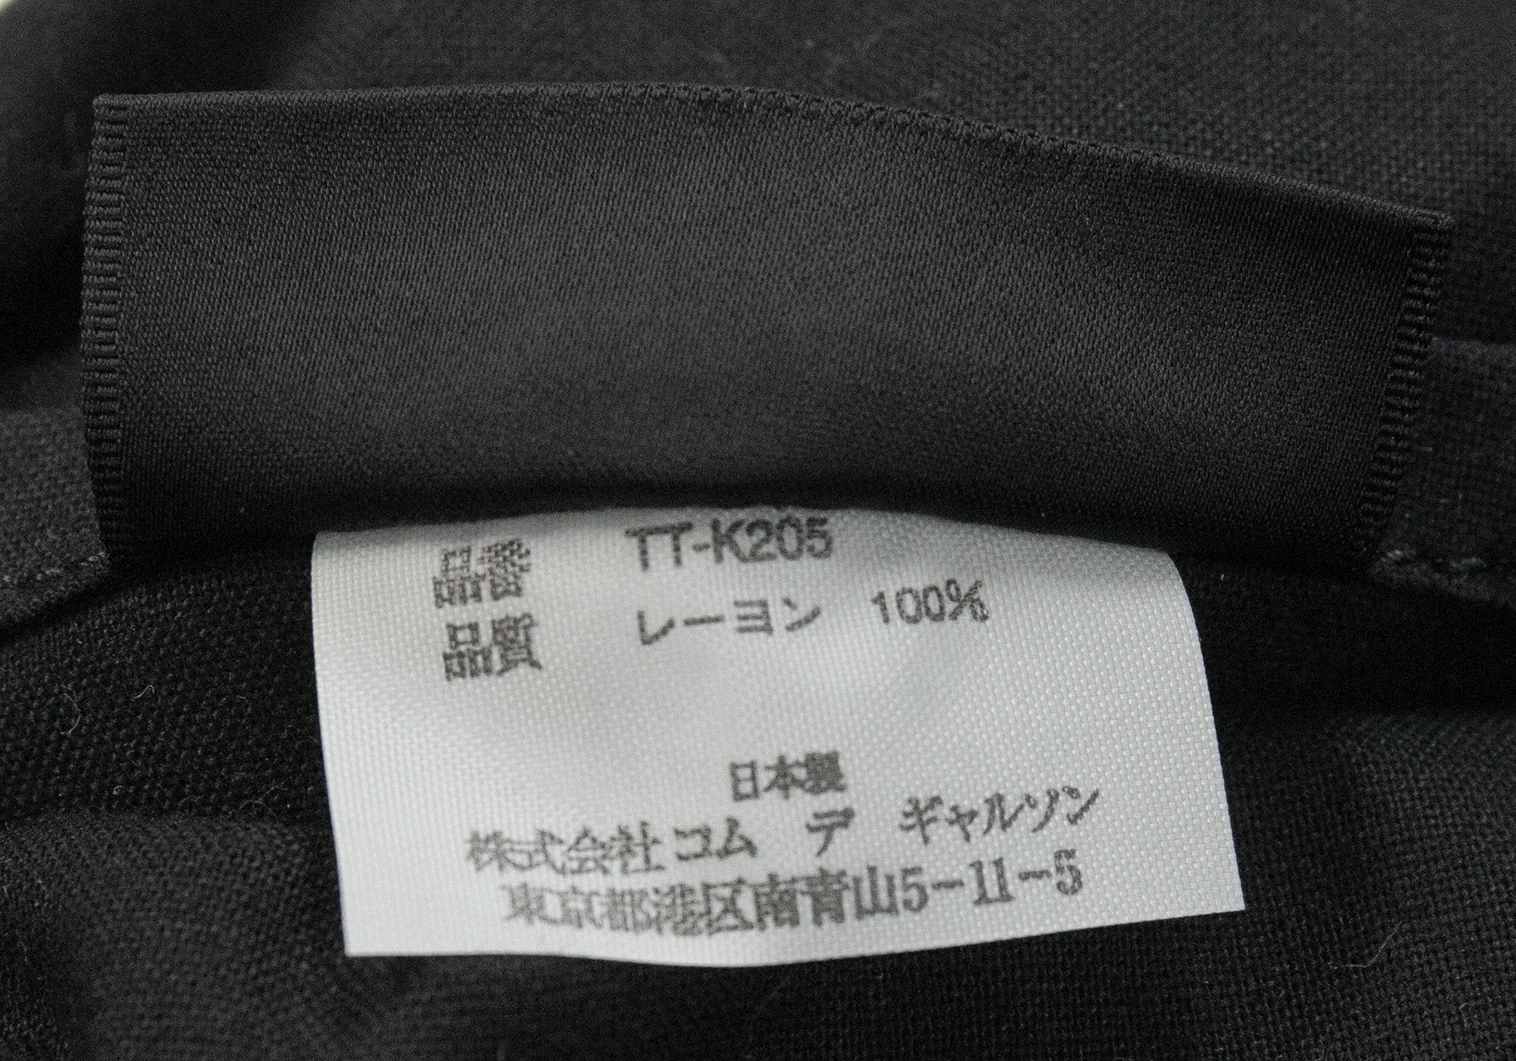 品番 TT-K205
品質 レーヨン 100%
日本製
株式会社 コム デ ギャルソン
東京都港区南青山5-11-5